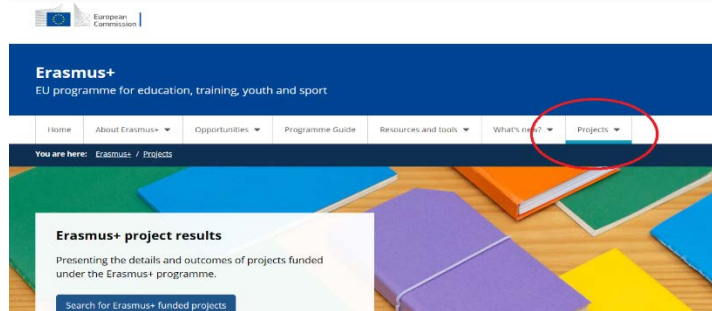 European
Commission
Erasmus+
EU programme for education, training, youth and sport
Home About Erasmus+ Opportunities Programme Guide Resources and tools What's new? Projects
You are here: Erasmus+ / Projects
Erasmus+ project results
Presenting the details and outcomes of projects funded
under the Erasmus+ programme.
Search for Erasmus+ funded projects